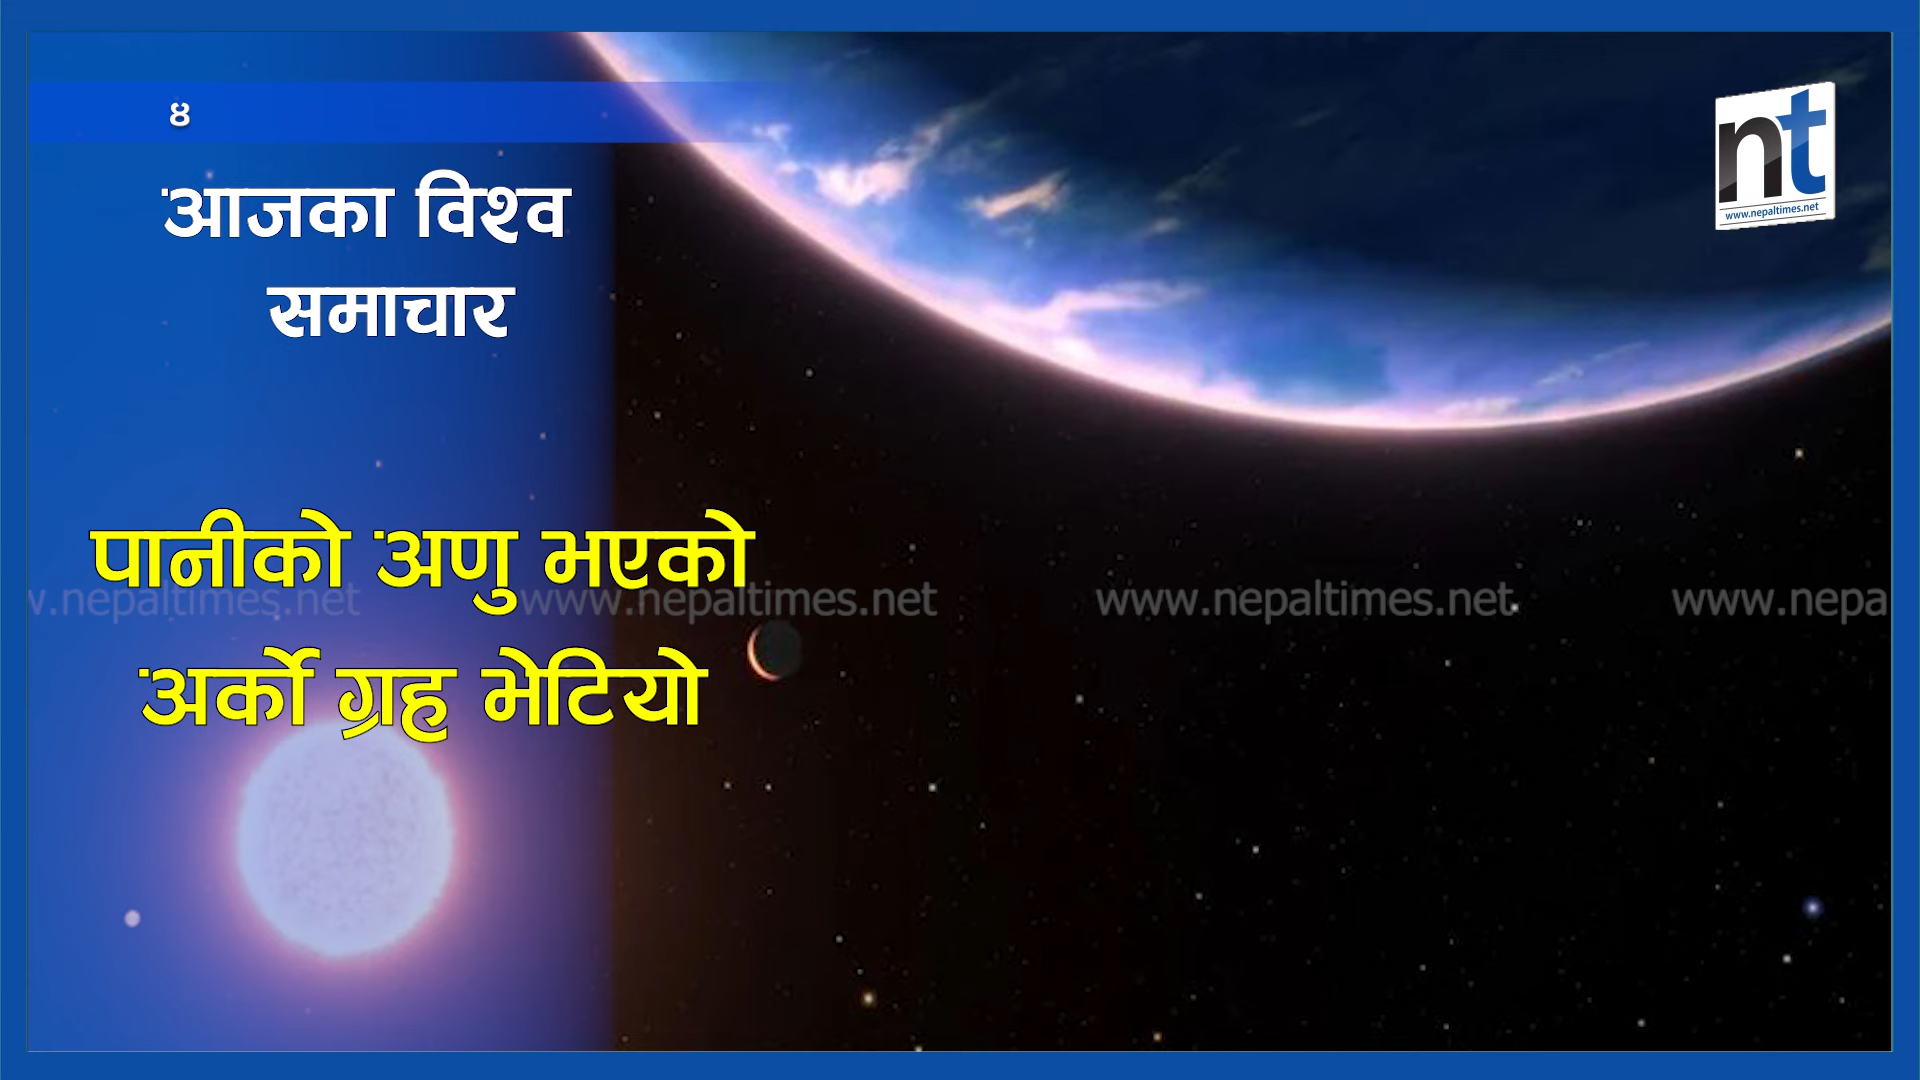 ४
आजका विश्व
समाचार
nt
www.nepaltimes.net
पानीको अणु भएको
w.nepaltimes.net www.nepaltimes.net www.nepaltimes.net www.nepa
अर्को ग्रह भेटियो